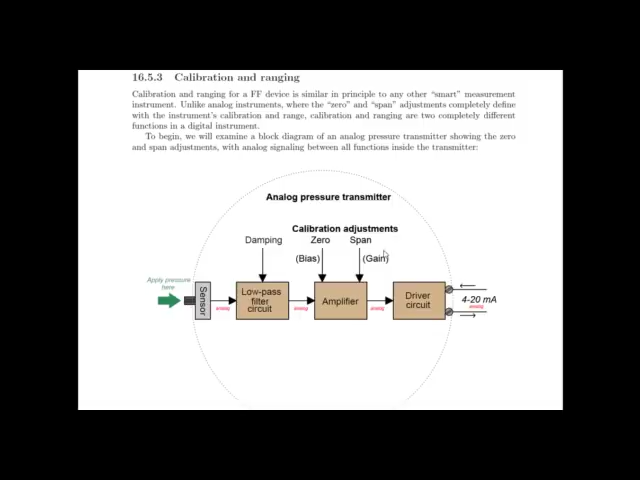 16.5.3 Calibration and ranging
Calibration and ranging for a FF device is similar in principle to any other “smart” measurement
instrument. Unlike analog instruments, where the “zero” and “span” adjustments completely define
with the instrument's calibration and range, calibration and ranging are two completely different
functions in a digital instrument.
To begin, we will examine a block diagram of an analog pressure transmitter showing the zero
and span adjustments, with analog signaling between all functions inside the transmitter:
Analog pressure transmitter
Calibration adjustments
Damping Zero Span
(Bias) (Gain)
Apply pressure
here
Sensor
Low-pass
filter
circuit
Amplifier
Driver
circuit
4-20 mA
analog
analog
analog
analog